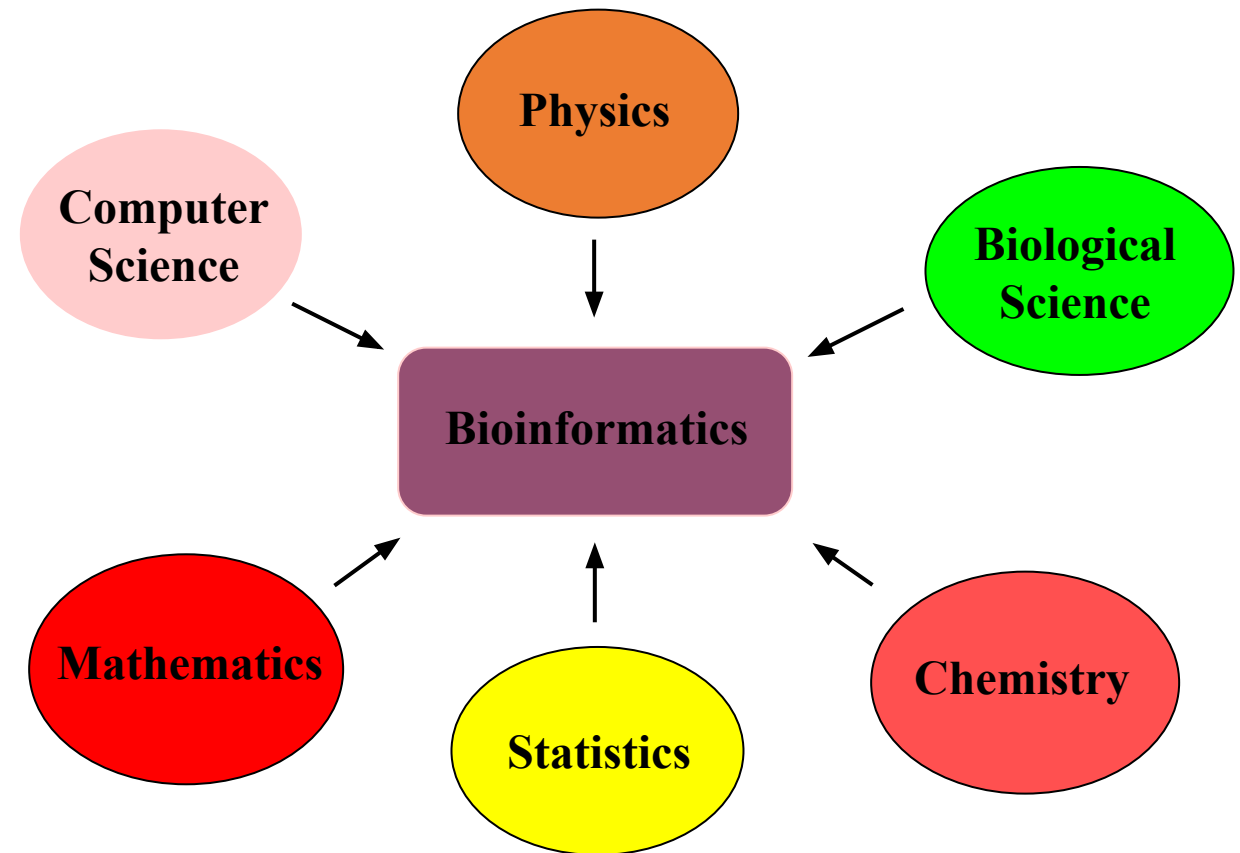 Physics
Computer
Science
Biological
Science
Bioinformatics
Mathematics
Chemistry
Statistics